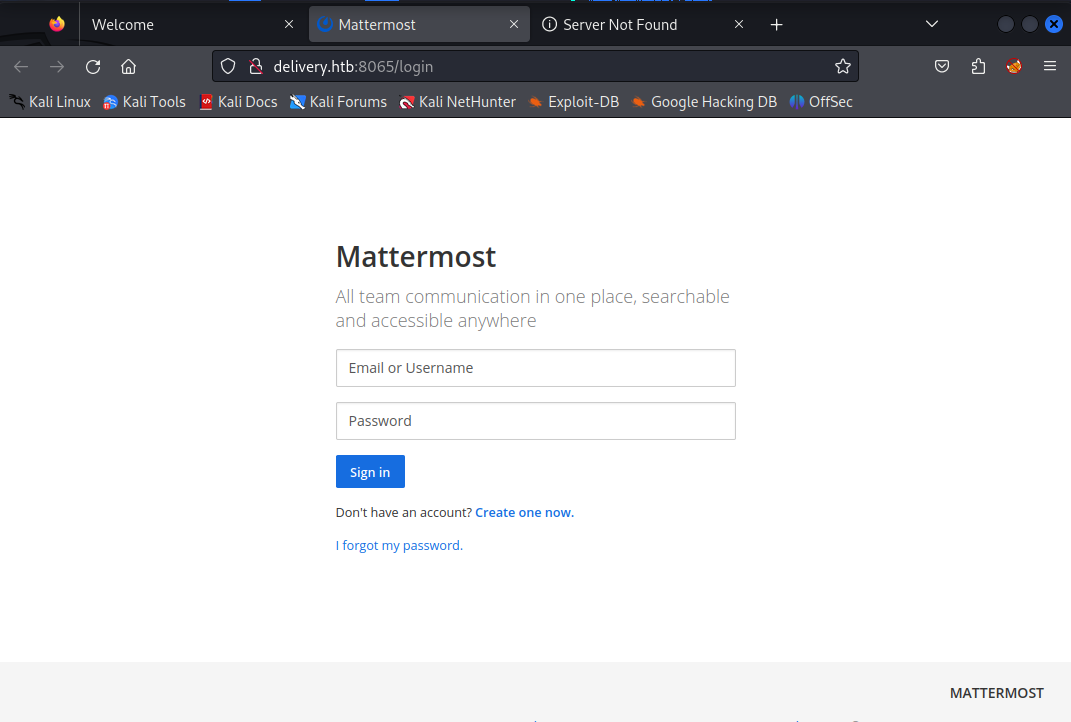 Welcome
Mattermost
Server Not Found
delivery.htb:8065/login
Kali Linux Kali Tools Kali Docs Kali Forums Kali NetHunter Exploit-DB Google Hacking DB OffSec
Mattermost
All team communication in one place, searchable
and accessible anywhere
Email or Username
Password
Sign in
Don't have an account? Create one now.
I forgot my password.
MATTERMOST